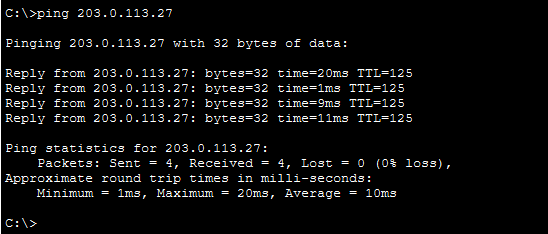 C:\>ping 203.0.113.27
Pinging 203.0.113.27 with 32 bytes of data:
Reply from 203.0.113.27: bytes=32 time=20ms TTL=125
Reply from 203.0.113.27: bytes=32 time=1ms TTL=125
Reply from 203.0.113.27: bytes=32 time=9ms TTL=125
Reply from 203.0.113.27: bytes=32 time=11ms TTL=125
Ping statistics for 203.0.113.27:
    Packets: Sent = 4, Received = 4, Lost = 0 (0% loss),
Approximate round trip times in milli-seconds:
    Minimum = 1ms, Maximum = 20ms, Average = 10ms
C:\>